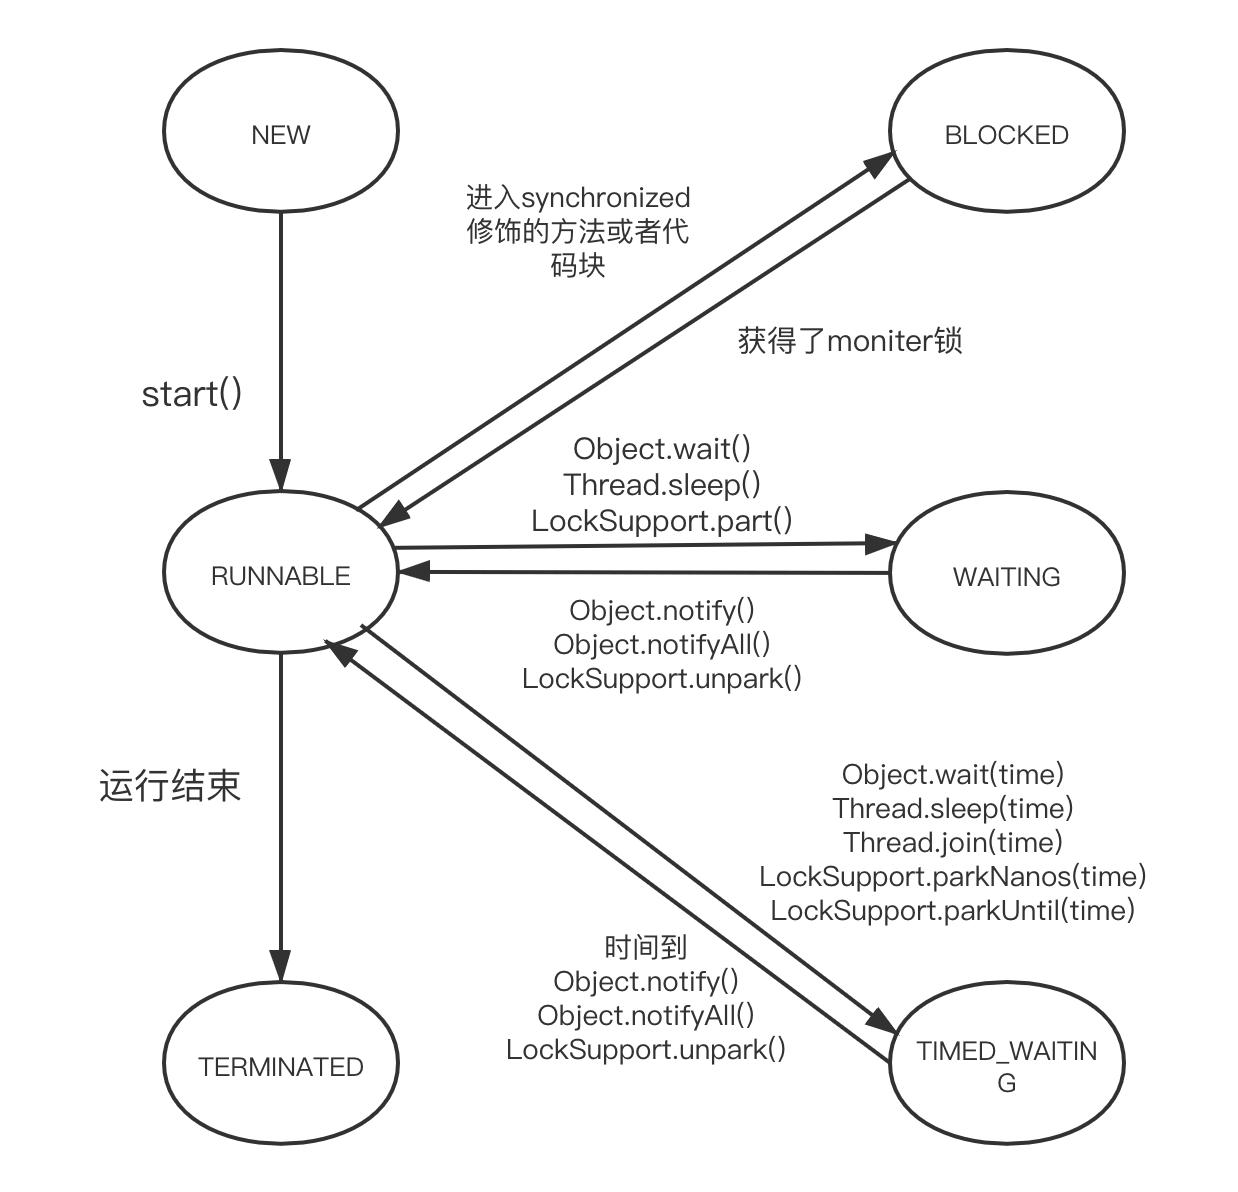 NEW
BLOCKED
进入synchronized
修饰的方法或者代
码块
获得了moniter锁
start()
Object.wait()
Thread.sleep()
LockSupport.part()
RUNNABLE
WAITING
Object.notify()
Object.notifyAll()
LockSupport.unpark()
运行结束
Object.wait(time)
Thread.sleep(time)
Thread.join(time)
LockSupport.parkNanos(time)
LockSupport.parkUntil(time)
时间到
Object.notify()
Object.notifyAll()
LockSupport.unpark()
TERMINATED
TIMED_WAITIN
G